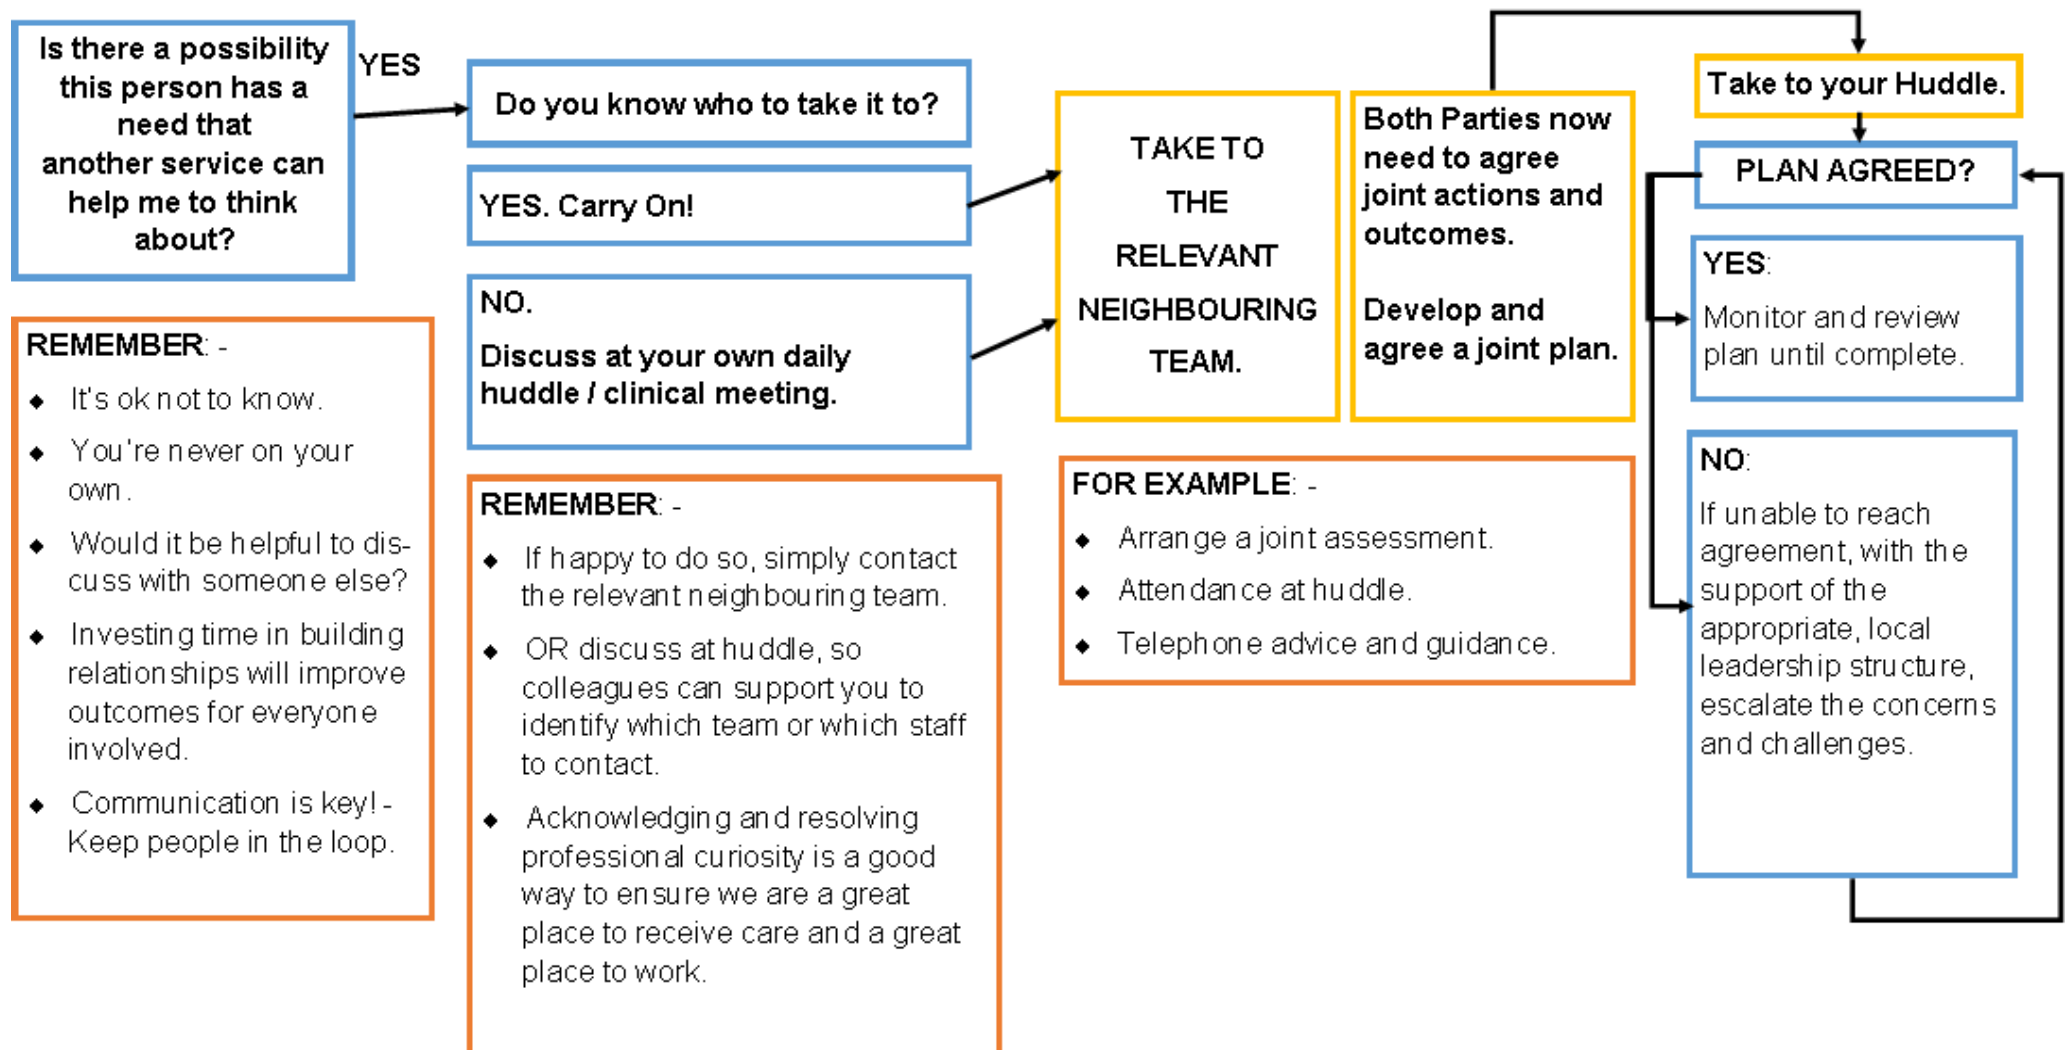 Is there a possibility
this person has a
need that
another service can
help me to think
about?
YES
Do you know who to take it to?
YES. Carry On!
NO.
Discuss at your own daily
huddle / clinical meeting.
TAKE TO
THE
RELEVANT
NEIGHBOURING
TEAM.
Both Parties now
need to agree
joint actions and
outcomes.
Develop and
agree a joint plan.
Take to your Huddle.
PLAN AGREED?
YES:
Monitor and review
plan until complete.
NO:
If unable to reach
agreement, with the
support of the
appropriate, local
leadership structure,
escalate the concerns
and challenges.
REMEMBER: -
◆ It's ok not to know.
◆ You're never on your
own.
◆ Would it be helpful to dis-
cuss with someone else?
◆ Investing time in building
relationships will improve
outcomes for everyone
involved.
◆ Communication is key! -
Keep people in the loop.
REMEMBER: -
◆ If happy to do so, simply contact
the relevant neighbouring team.
◆ OR discuss at huddle, so
colleagues can support you to
identify which team or which staff
to contact.
◆ Acknowledging and resolving
professional curiosity is a good
way to ensure we are a great
place to receive care and a great
place to work.
FOR EXAMPLE: -
◆ Arrange a joint assessment.
◆ Attendance at huddle.
◆ Telephone advice and guidance.